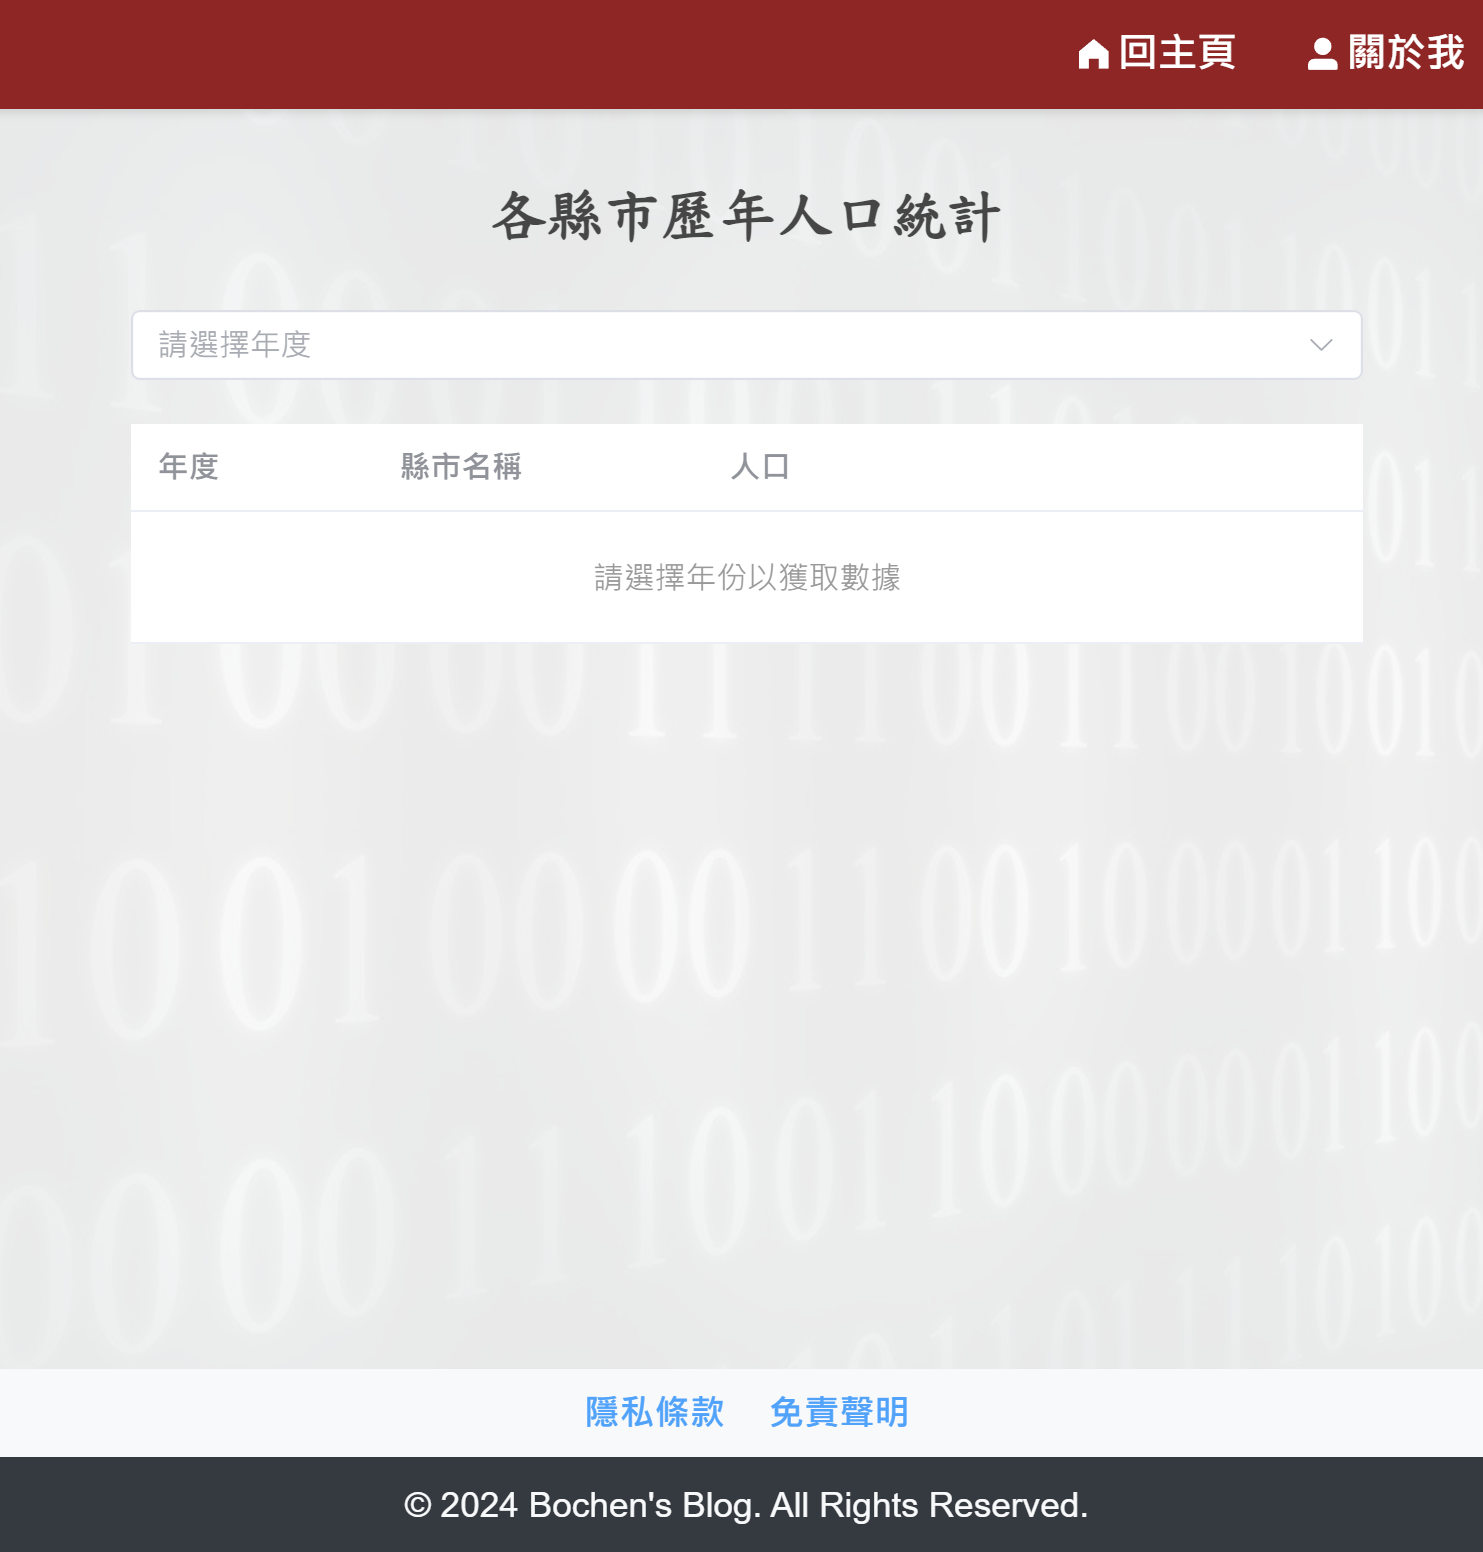 回主頁 關於我
各縣市歷年人口統計
請選擇年度
年度 縣市名稱 人口
請選擇年份以獲取數據
隱私條款 免責聲明
© 2024 Bochen's Blog. All Rights Reserved.